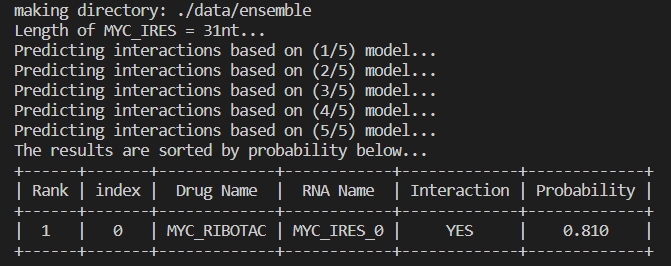 making directory: ./data/ensemble
Length of MYC_IRES = 31nt...
Predicting interactions based on (1/5) model...
Predicting interactions based on (2/5) model...
Predicting interactions based on (3/5) model...
Predicting interactions based on (4/5) model...
Predicting interactions based on (5/5) model...
The results are sorted by probability below...
+------+-------+-------------+------------+-------------+-------------+
| Rank | index |  Drug Name  |  RNA Name  | Interaction | Probability |
+------+-------+-------------+------------+-------------+-------------+
|  1   |   0   | MYC_RIBOTAC | MYC_IRES_0 |     YES     |    0.810    |
+------+-------+-------------+------------+-------------+-------------+